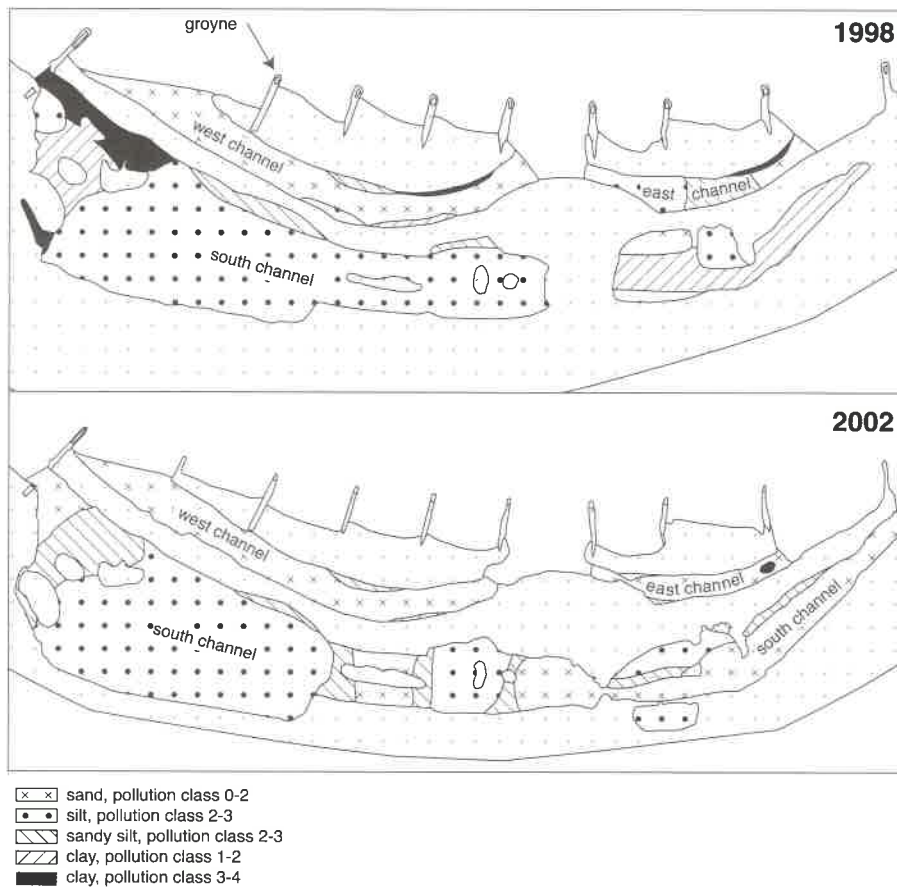 groyne
1998
west channel
east channel
south channel
2002
west channel
east channel
south channel
south channel
sand, pollution class 0-2
silt, pollution class 2-3
sandy silt, pollution class 2-3
clay, pollution class 1-2
clay, pollution class 3-4